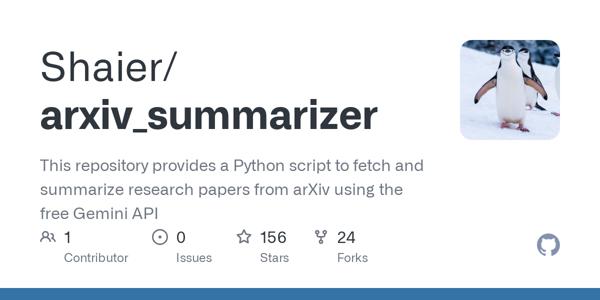 Shaier/
arxiv_summarizer
This repository provides a Python script to fetch and
summarize research papers from arXiv using the
free Gemini API
1 0 156 24
Contributor Issues Stars Forks